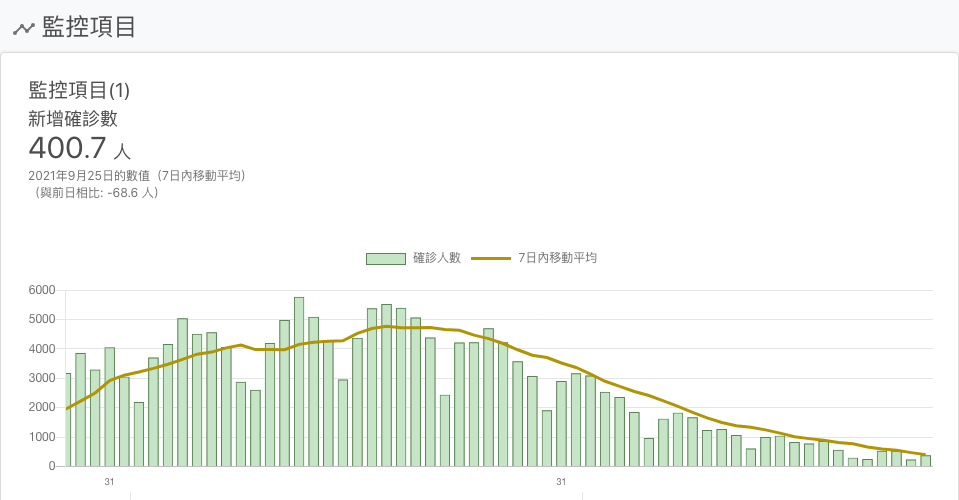 監控項目
監控項目(1)
新增確診數
400.7 人
2021年9月25日的數值（7日內移動平均）
（與前日相比: -68.6 人）
確診人數 7日內移動平均
6000
5000
4000
3000
2000
1000
0
31 31